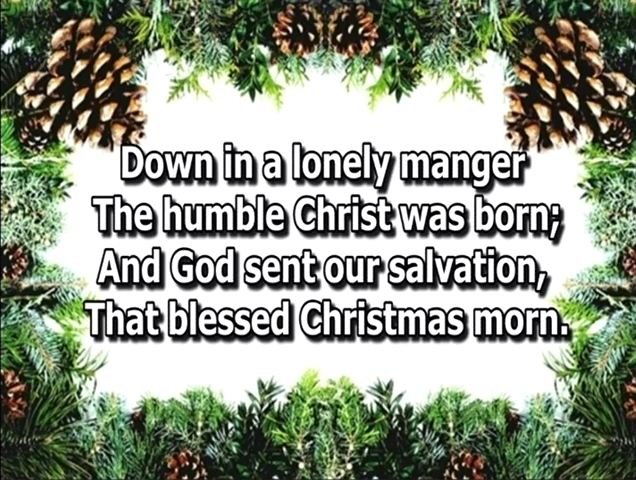 Down in a lonely manger
The humble Christ was born;
And God sent our salvation,
That blessed Christmas morn.